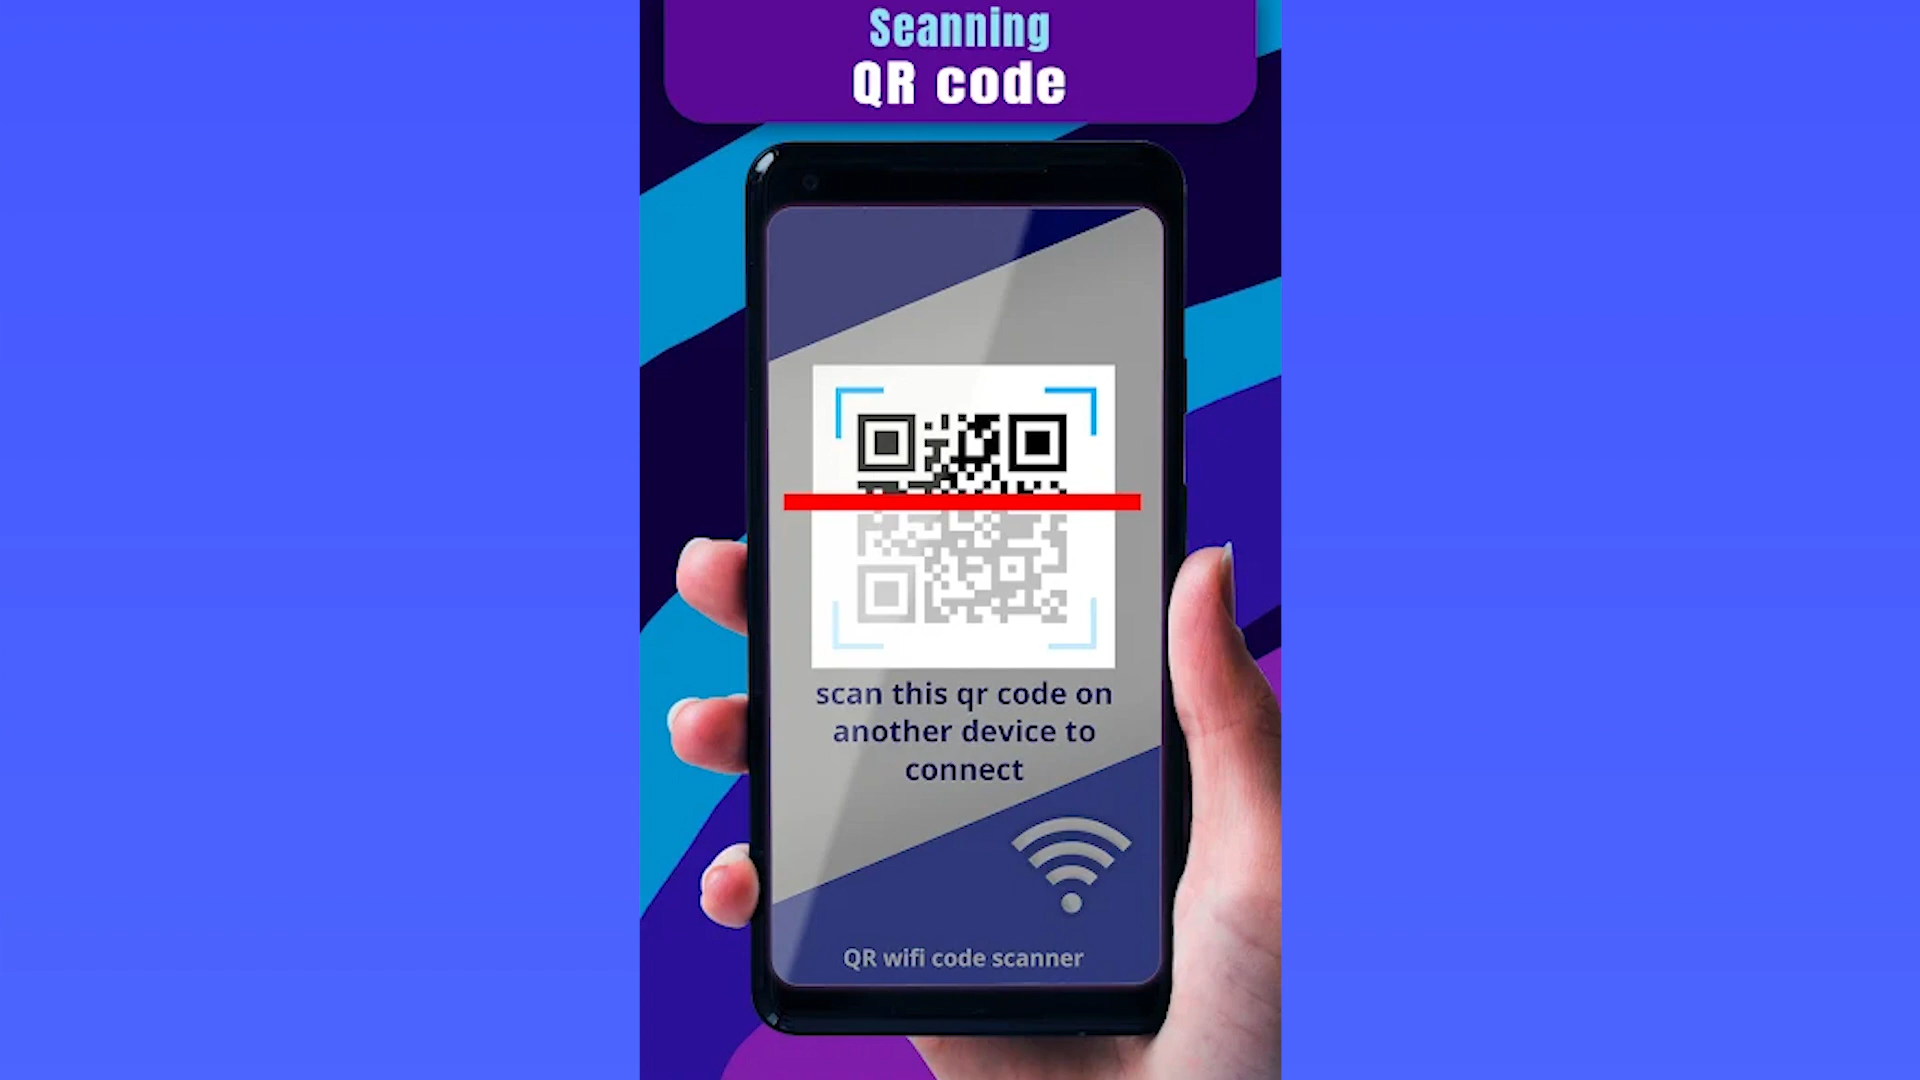 Seanning
QR code
scan this qr code on
another device to
connect
QR wifi code scanner